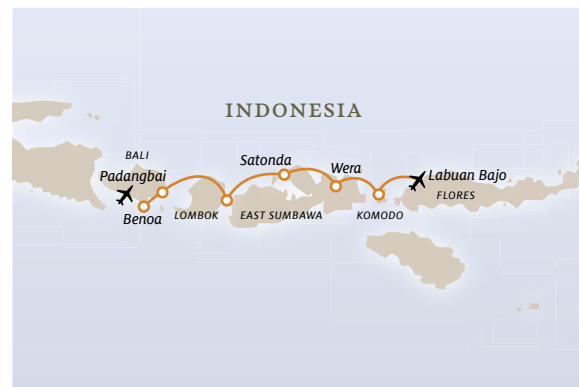 INDONESIA
BALI
Padangbai
Benoa
LOMBOK
Satonda
EAST SUMBAWA
Wera
KOMODO
Labuan Bajo
FLORES